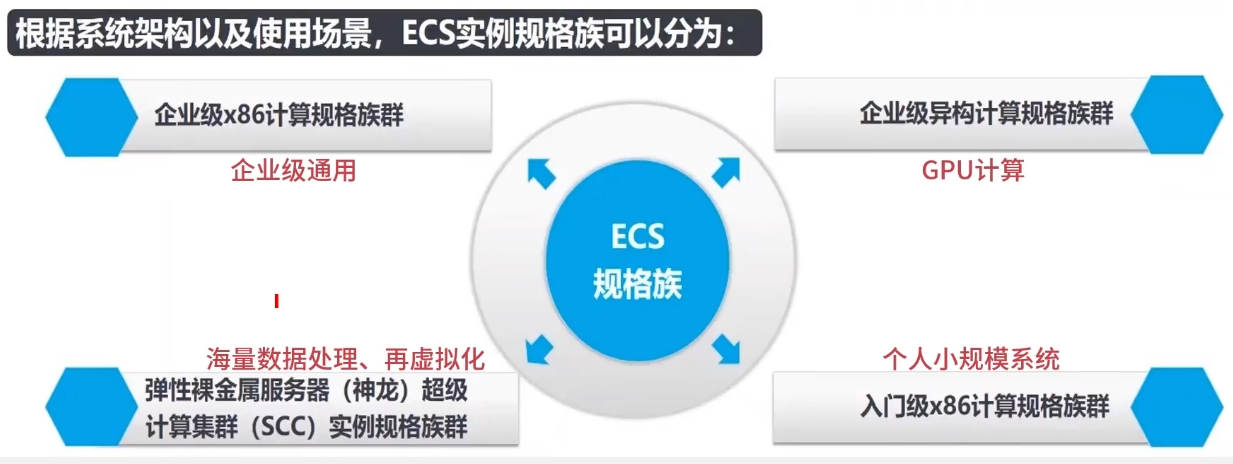 根据系统架构以及使用场景，ECS实例规格族可以分为：
企业级x86计算规格族群
企业级通用
企业级异构计算规格族群
GPU计算
ECS
规格族
海量数据处理、再虚拟化
弹性裸金属服务器（神龙）超级
计算集群（SCC）实例规格族群
个人小规模系统
入门级x86计算规格族群